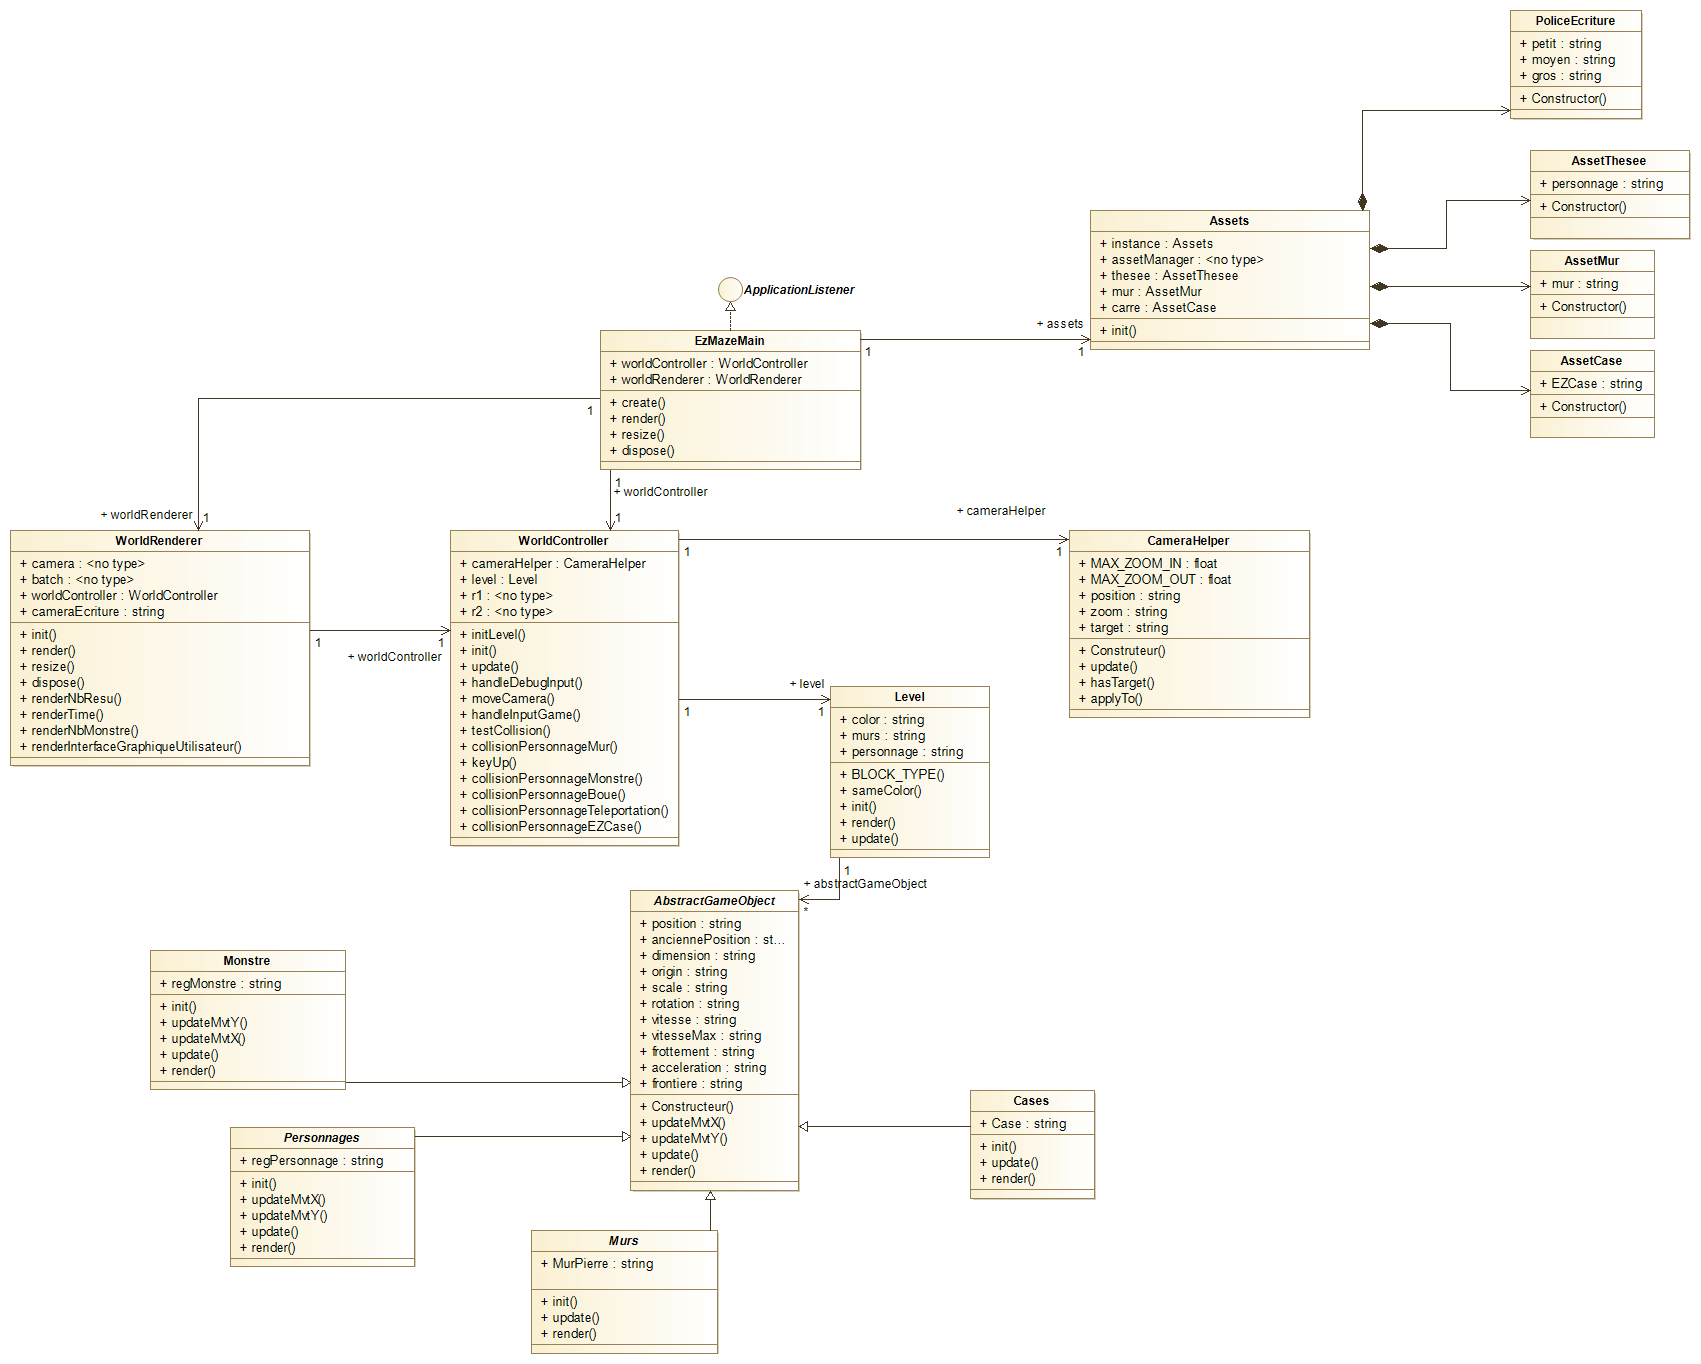 PoliceEcriture
+ petit : string
+ moyen : string
+ gros : string
+ Constructor()
AssetThesee
+ personnage : string
+ Constructor()
Assets
+ instance : Assets
+ assetManager : <no type>
+ thesee : AssetThesee
+ mur : AssetMur
+ carre : AssetCase
+ init()
AssetMur
+ mur : string
+ Constructor()
AssetCase
+ EZCase : string
+ Constructor()
ApplicationListener
+ assets
1
1
EzMazeMain
+ worldController : WorldController
+ worldRenderer : WorldRenderer
+ create()
+ render()
+ resize()
+ dispose()
1
1
+ worldController
1
+ worldRenderer
1
WorldRenderer
+ camera : <no type>
+ batch : <no type>
+ worldController : WorldController
+ cameraEcriture : string
+ init()
+ render()
+ resize()
+ dispose()
+ renderNbResu()
+ renderTime()
+ renderNbMonstre()
+ renderInterfaceGraphiqueUtilisateur()
1
1
+ worldController
WorldController
+ cameraHelper : CameraHelper
+ level : Level
+ r1 : <no type>
+ r2 : <no type>
+ initLevel()
+ init()
+ update()
+ handleDebugInput()
+ moveCamera()
+ handleInputGame()
+ testCollision()
+ collisionPersonnageMur()
+ keyUp()
+ collisionPersonnageMonstre()
+ collisionPersonnageBoue()
+ collisionPersonnageTeleportation()
+ collisionPersonnageEZCase()
+ cameraHelper
1
1
CameraHelper
+ MAX_ZOOM_IN : float
+ MAX_ZOOM_OUT : float
+ position : string
+ zoom : string
+ target : string
+ Construteur()
+ update()
+ hasTarget()
+ applyTo()
+ level
1
1
Level
+ color : string
+ murs : string
+ personnage : string
+ BLOCK_TYPE()
+ sameColor()
+ init()
+ render()
+ update()
1
+ abstractGameObject
*
AbstractGameObject
+ position : string
+ anciennePosition : st...
+ dimension : string
+ origin : string
+ scale : string
+ rotation : string
+ vitesse : string
+ vitesseMax : string
+ frottement : string
+ acceleration : string
+ frontiere : string
+ Constructeur()
+ updateMvtX()
+ updateMvtY()
+ update()
+ render()
Monstre
+ regMonstre : string
+ init()
+ updateMvtY()
+ updateMvtX()
+ update()
+ render()
Personnages
+ regPersonnage : string
+ init()
+ updateMvtX()
+ updateMvtY()
+ update()
+ render()
Cases
+ Case : string
+ init()
+ update()
+ render()
Murs
+ MurPierre : string
+ init()
+ update()
+ render()